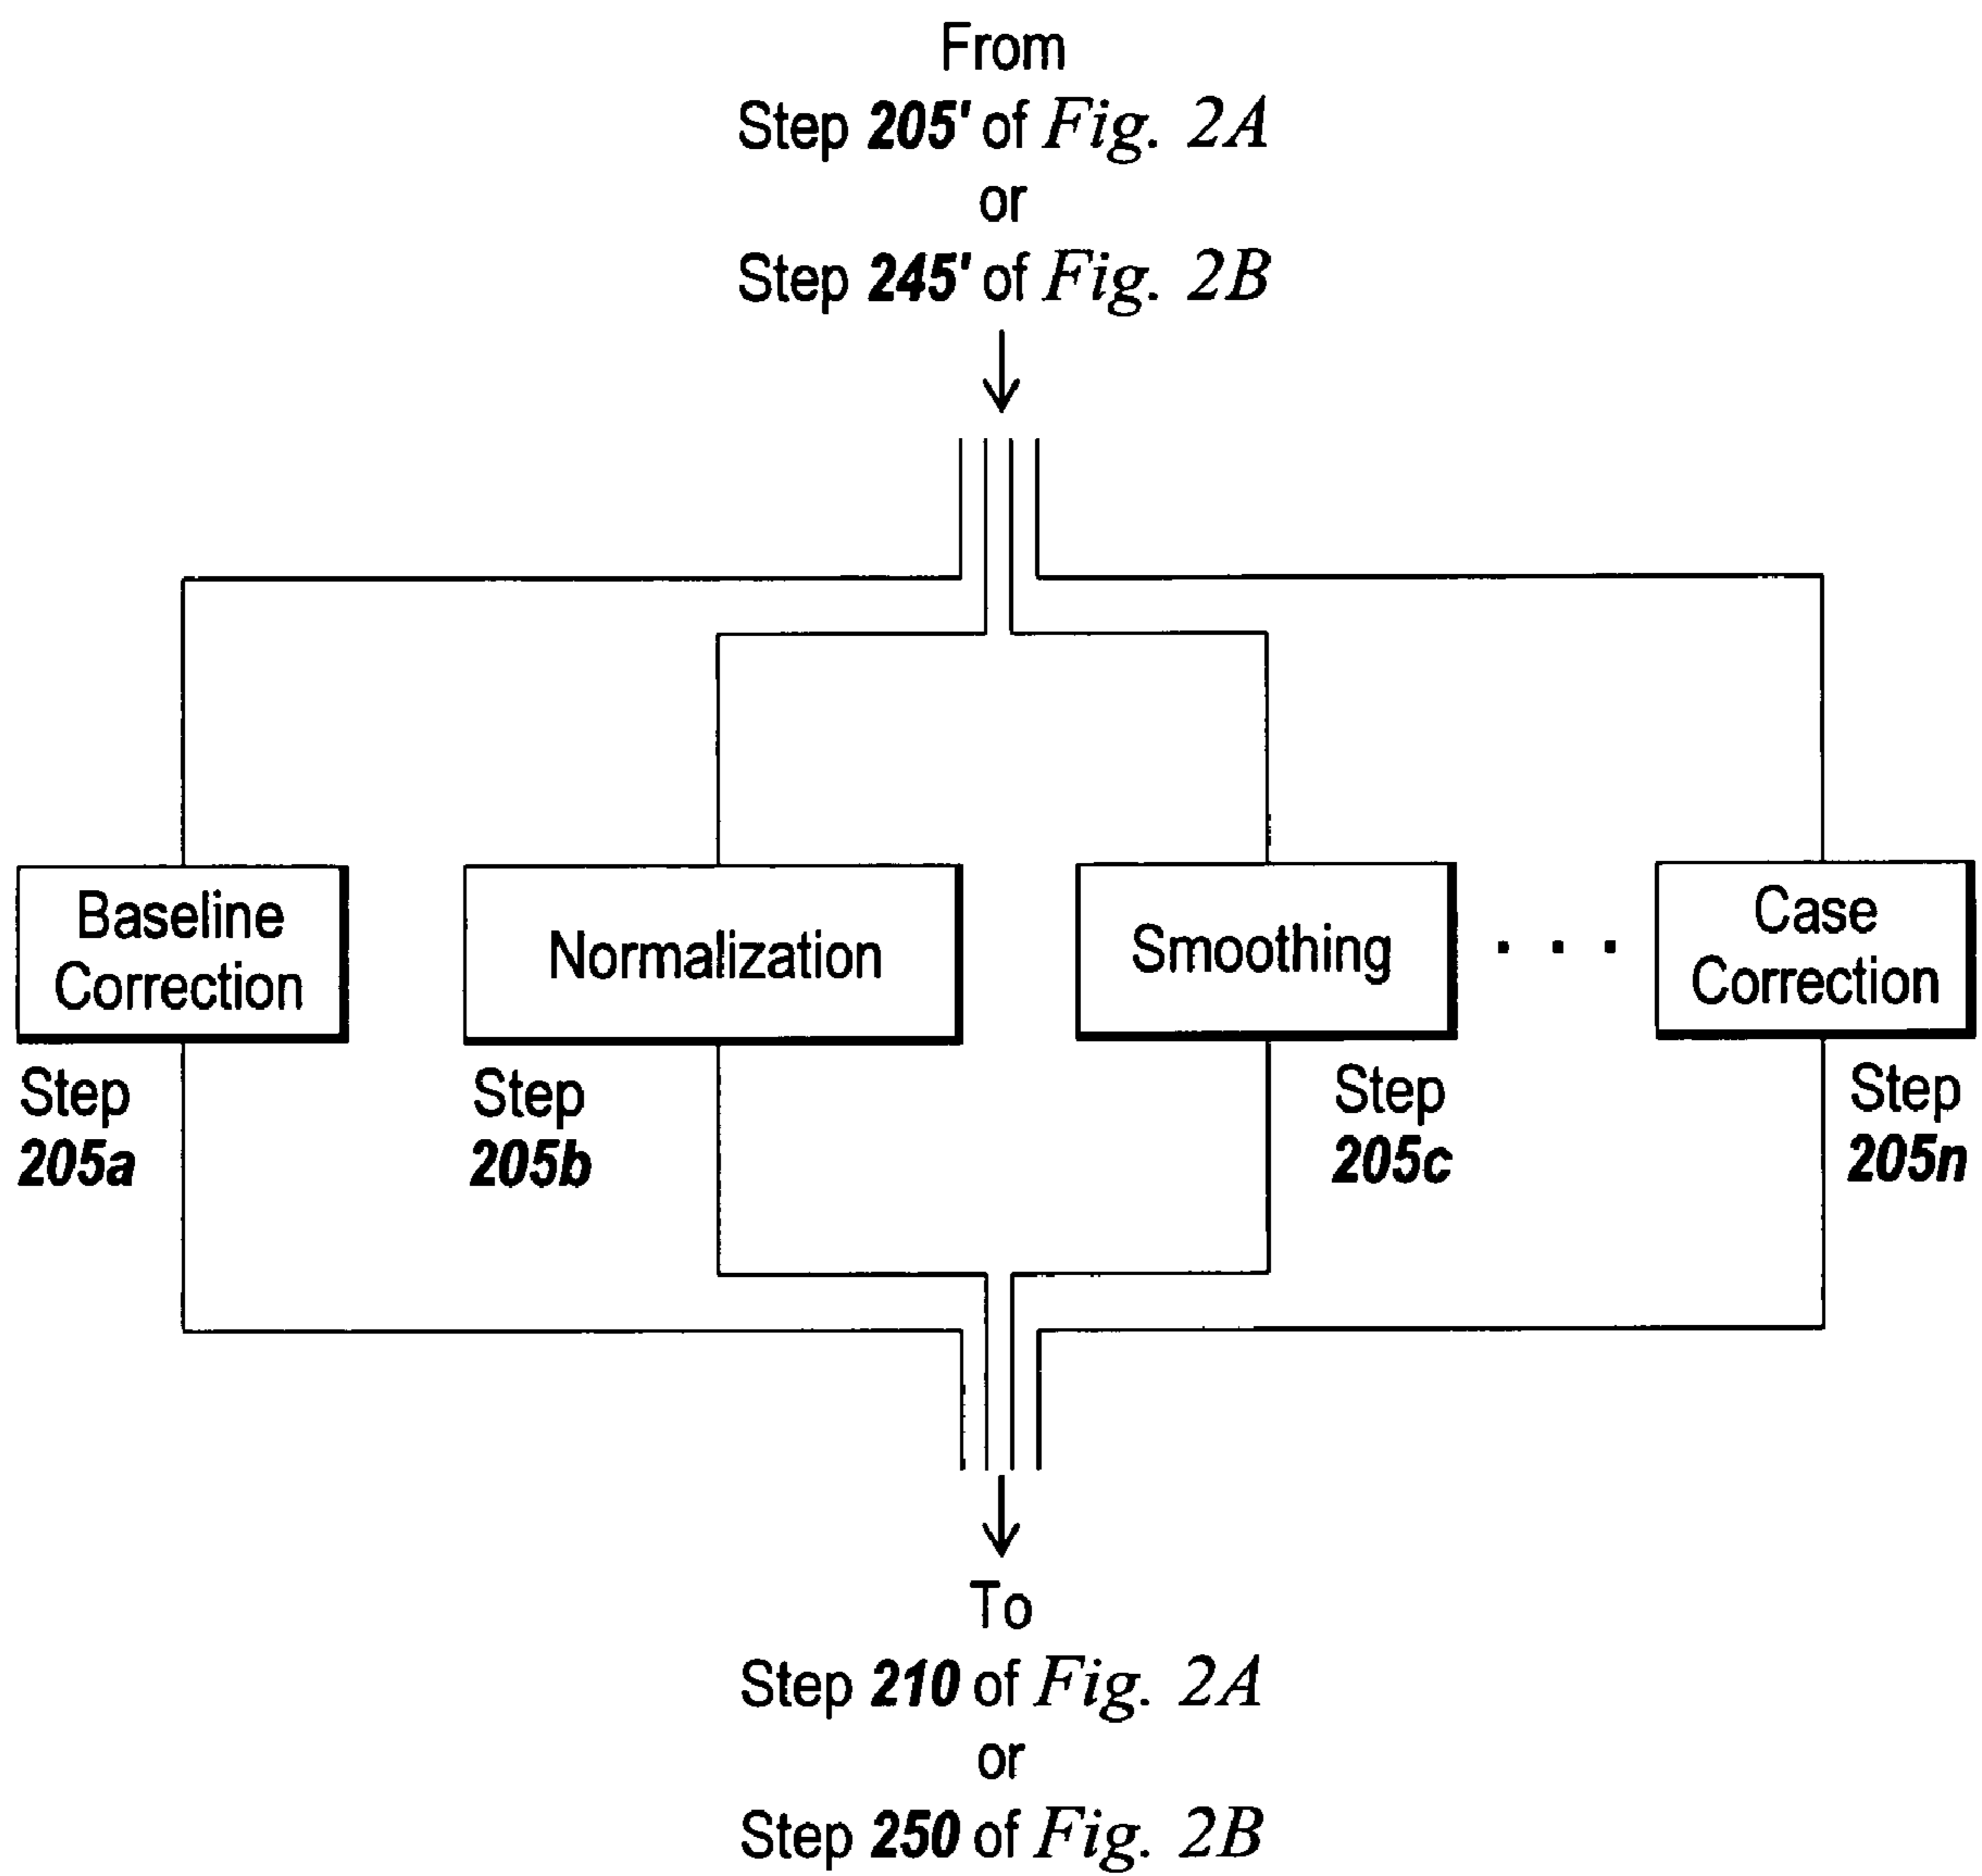 From
Step 205' of Fig. 2A
or
Step 245' of Fig. 2B
Baseline
Correction
Normalization
Smoothing
. . .
Case
Correction
Step
205a
Step
205b
Step
205c
Step
205n
To
Step 210 of Fig. 2A
or
Step 250 of Fig. 2B